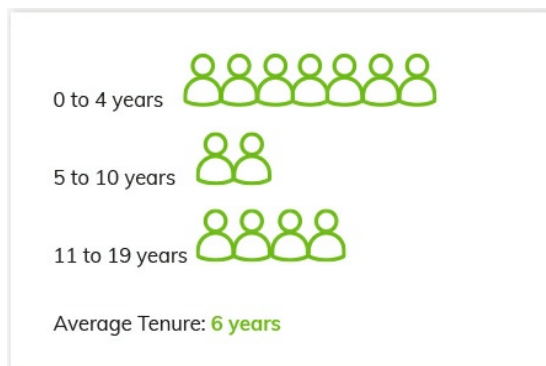 0 to 4 years
5 to 10 years
11 to 19 years
Average Tenure: 6 years